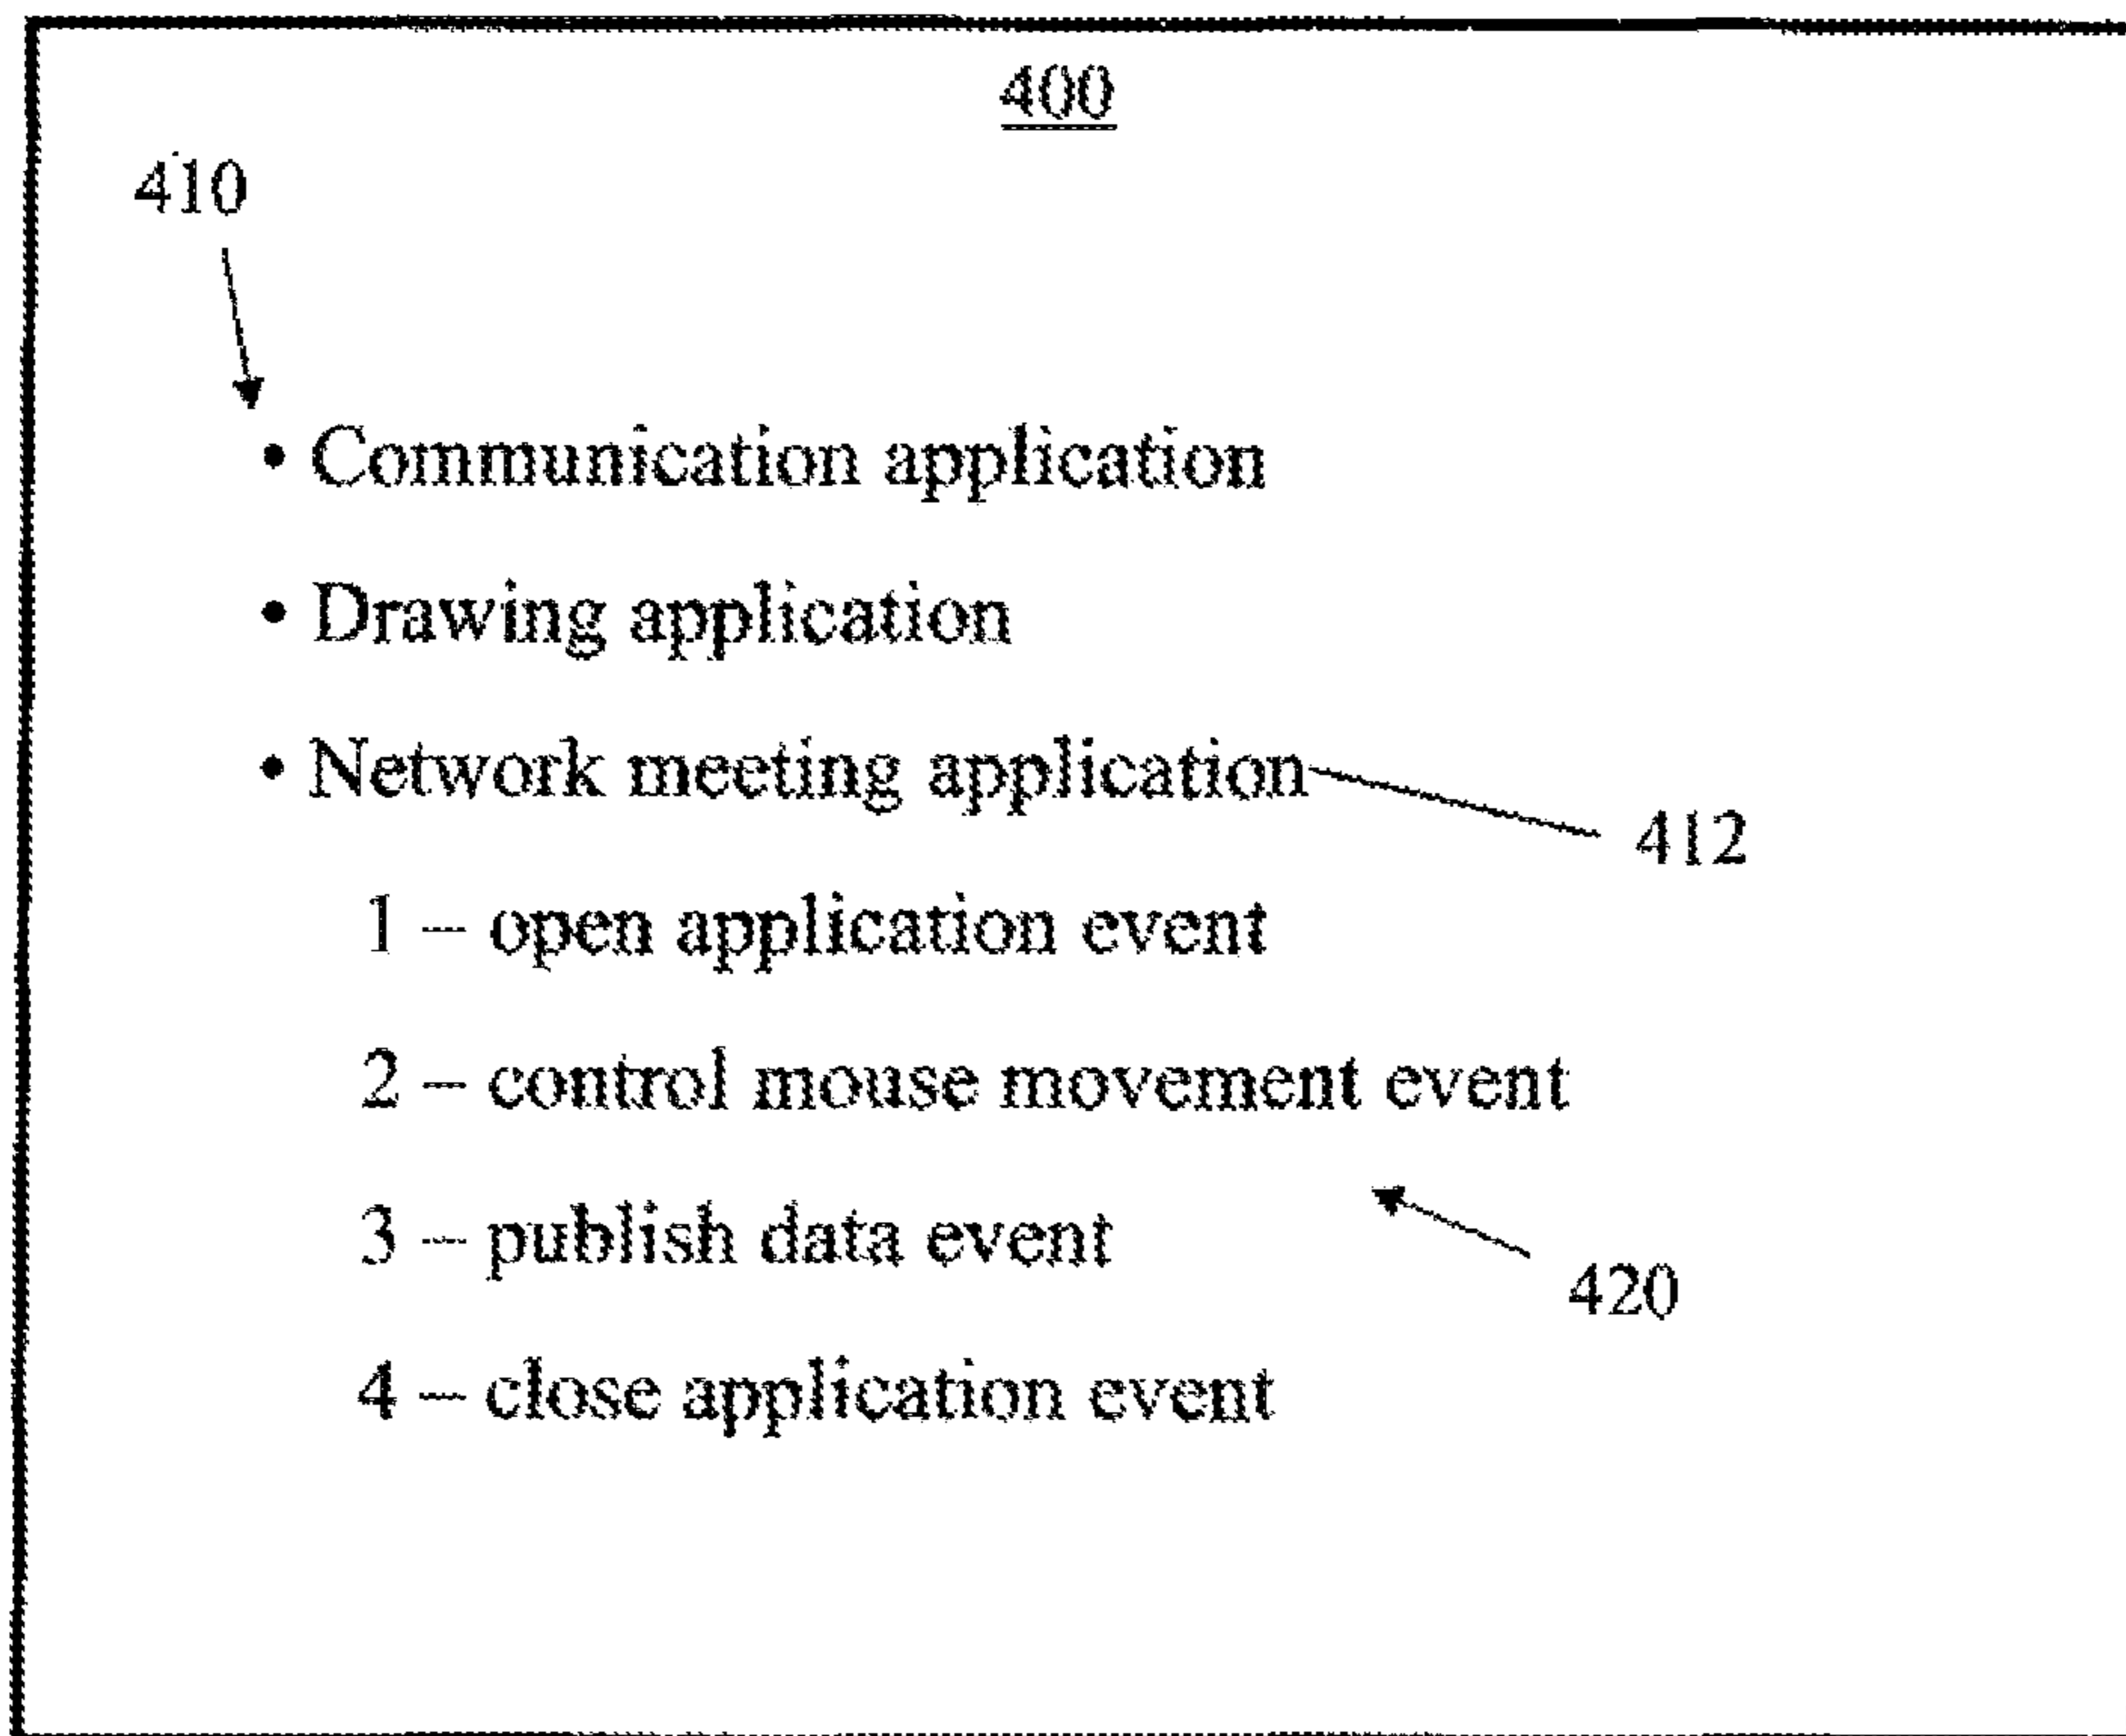 400
410
• Communication application
• Drawing application
• Network meeting application
412
1 – open application event
2 – control mouse movement event
3 – publish data event
420
4 – close application event